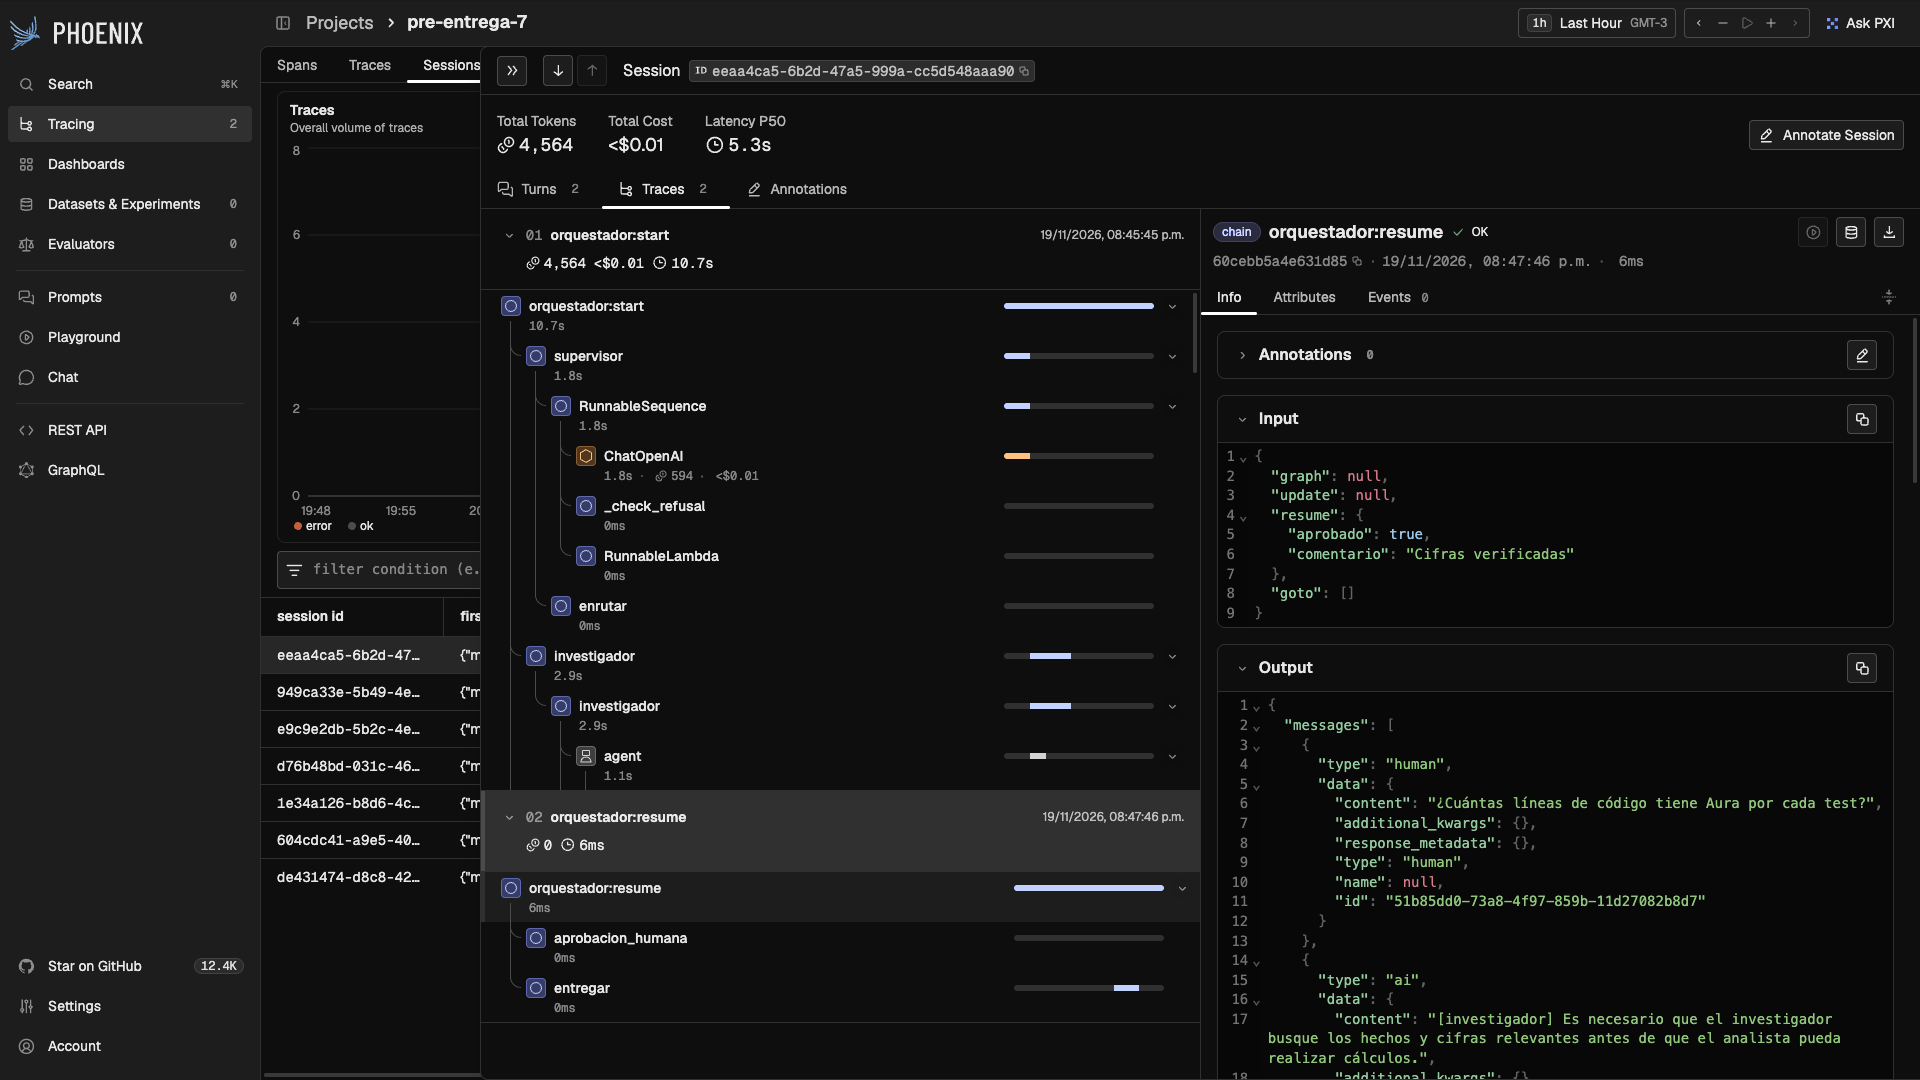 PHOENIX
Search ⌘K
Tracing 2
Dashboards
Datasets & Experiments 0
Evaluators 0
Prompts 0
Playground
Chat
REST API
GraphQL
Star on GitHub 12.4K
Settings
Account
Projects › pre-entrega-7
1h Last Hour GMT-3
Ask PXI
Spans Traces Sessions
Traces
Overall volume of traces
8
6
4
2
0
19:48 19:55
error ok
filter condition (e.
session id
eeaa4ca5-6b2d-47… {"m
949ca33e-5b49-4e… {"m
e9c9e2db-5b2c-4e… {"m
d76b48bd-031c-46… {"m
1e34a126-b8d6-4c… {"m
604cdc41-a9e5-40… {"m
de431474-d8c8-42… {"m
Session ID eeaa4ca5-6b2d-47a5-999a-cc5d548aaa90
Total Tokens Total Cost Latency P50
4,564 <$0.01 5.3s
Annotate Session
Turns 2 Traces 2 Annotations
01 orquestador:start 19/11/2026, 08:45:45 p.m.
4,564 <$0.01 10.7s
orquestador:start
10.7s
supervisor
1.8s
RunnableSequence
1.8s
ChatOpenAI
1.8s · 594 · <$0.01
_check_refusal
0ms
RunnableLambda
0ms
enrutar
0ms
investigador
2.9s
investigador
2.9s
agent
1.1s
02 orquestador:resume 19/11/2026, 08:47:46 p.m.
0 6ms
orquestador:resume
6ms
aprobacion_humana
0ms
entregar
0ms
chain orquestador:resume OK
60cebb5a4e631d85 · 19/11/2026, 08:47:46 p.m. · 6ms
Info Attributes Events 0
Annotations 0
Input
1 {
2 "graph": null,
3 "update": null,
4 "resume": {
5 "aprobado": true,
6 "comentario": "Cifras verificadas"
7 },
8 "goto": []
9 }
Output
1 {
2 "messages": [
3 {
4 "type": "human",
5 "data": {
6 "content": "¿Cuántas líneas de código tiene Aura por cada test?",
7 "additional_kwargs": {},
8 "response_metadata": {},
9 "type": "human",
10 "name": null,
11 "id": "51b85dd0-73a8-4f97-859b-11d27082b8d7"
12 }
13 },
14 {
15 "type": "ai",
16 "data": {
17 "content": "[investigador] Es necesario que el investigador
busque los hechos y cifras relevantes antes de que el analista pueda
realizar cálculos.",
18 "additional_kwargs": {},